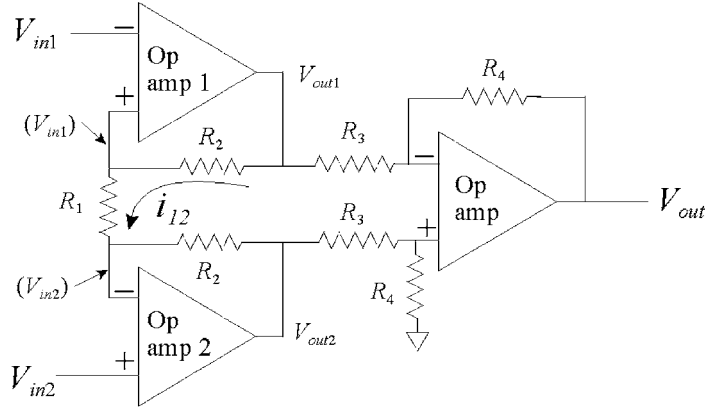 V_in1
−
Op
amp 1
+
V_out1
(V_in1)
R_2
R_3
R_4
−
Op
amp
+
V_out
R_1
i_12
R_3
R_2
R_4
(V_in2)
−
Op
amp 2
+
V_out2
V_in2